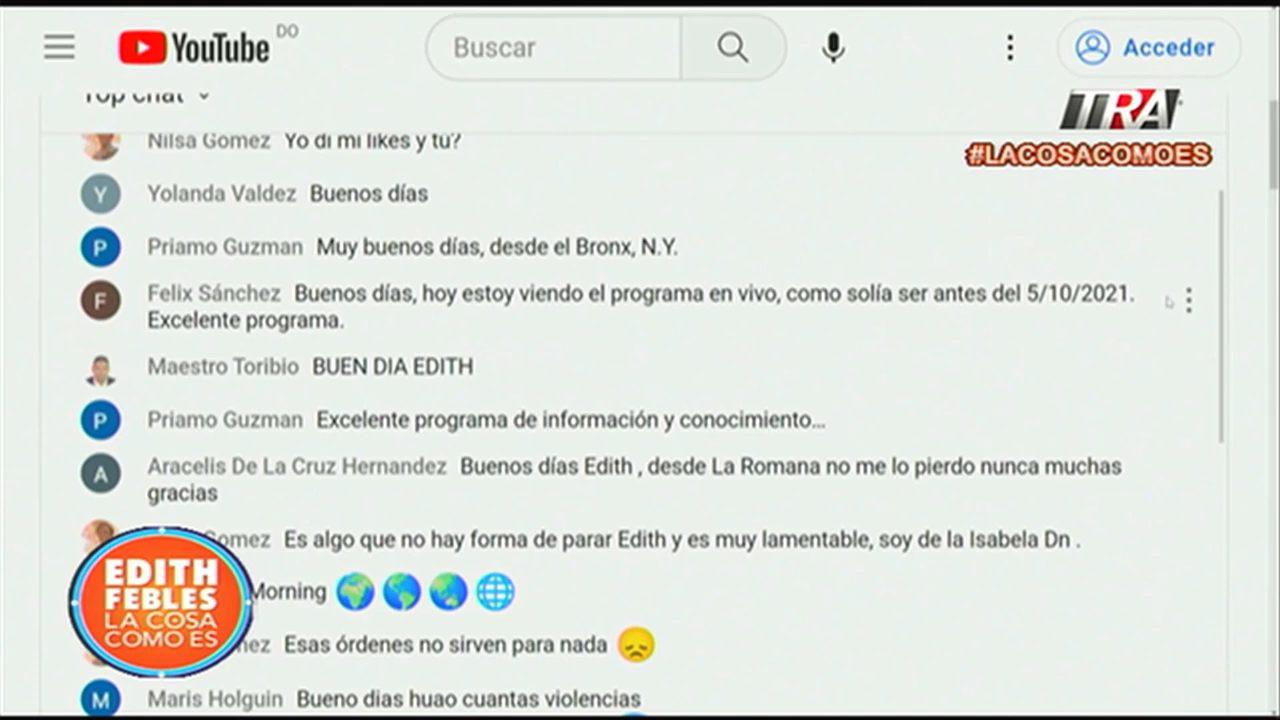 YouTube DO
Buscar
Acceder
Top chat
TRA
#LACOSACOMOES
Nilsa Gomez Yo di mi likes y tú?
Y Yolanda Valdez Buenos días
P Priamo Guzman Muy buenos días, desde el Bronx, N.Y.
F Felix Sánchez Buenos días, hoy estoy viendo el programa en vivo, como solía ser antes del 5/10/2021.
Excelente programa.
Maestro Toribio BUEN DIA EDITH
P Priamo Guzman Excelente programa de información y conocimiento...
A Aracelis De La Cruz Hernandez Buenos días Edith , desde La Romana no me lo pierdo nunca muchas
gracias
Gomez Es algo que no hay forma de parar Edith y es muy lamentable, soy de la Isabela Dn .
Morning
Esas órdenes no sirven para nada
M Maris Holguin Bueno dias huao cuantas violencias
EDITH
FEBLES
LA COSA
COMO ES